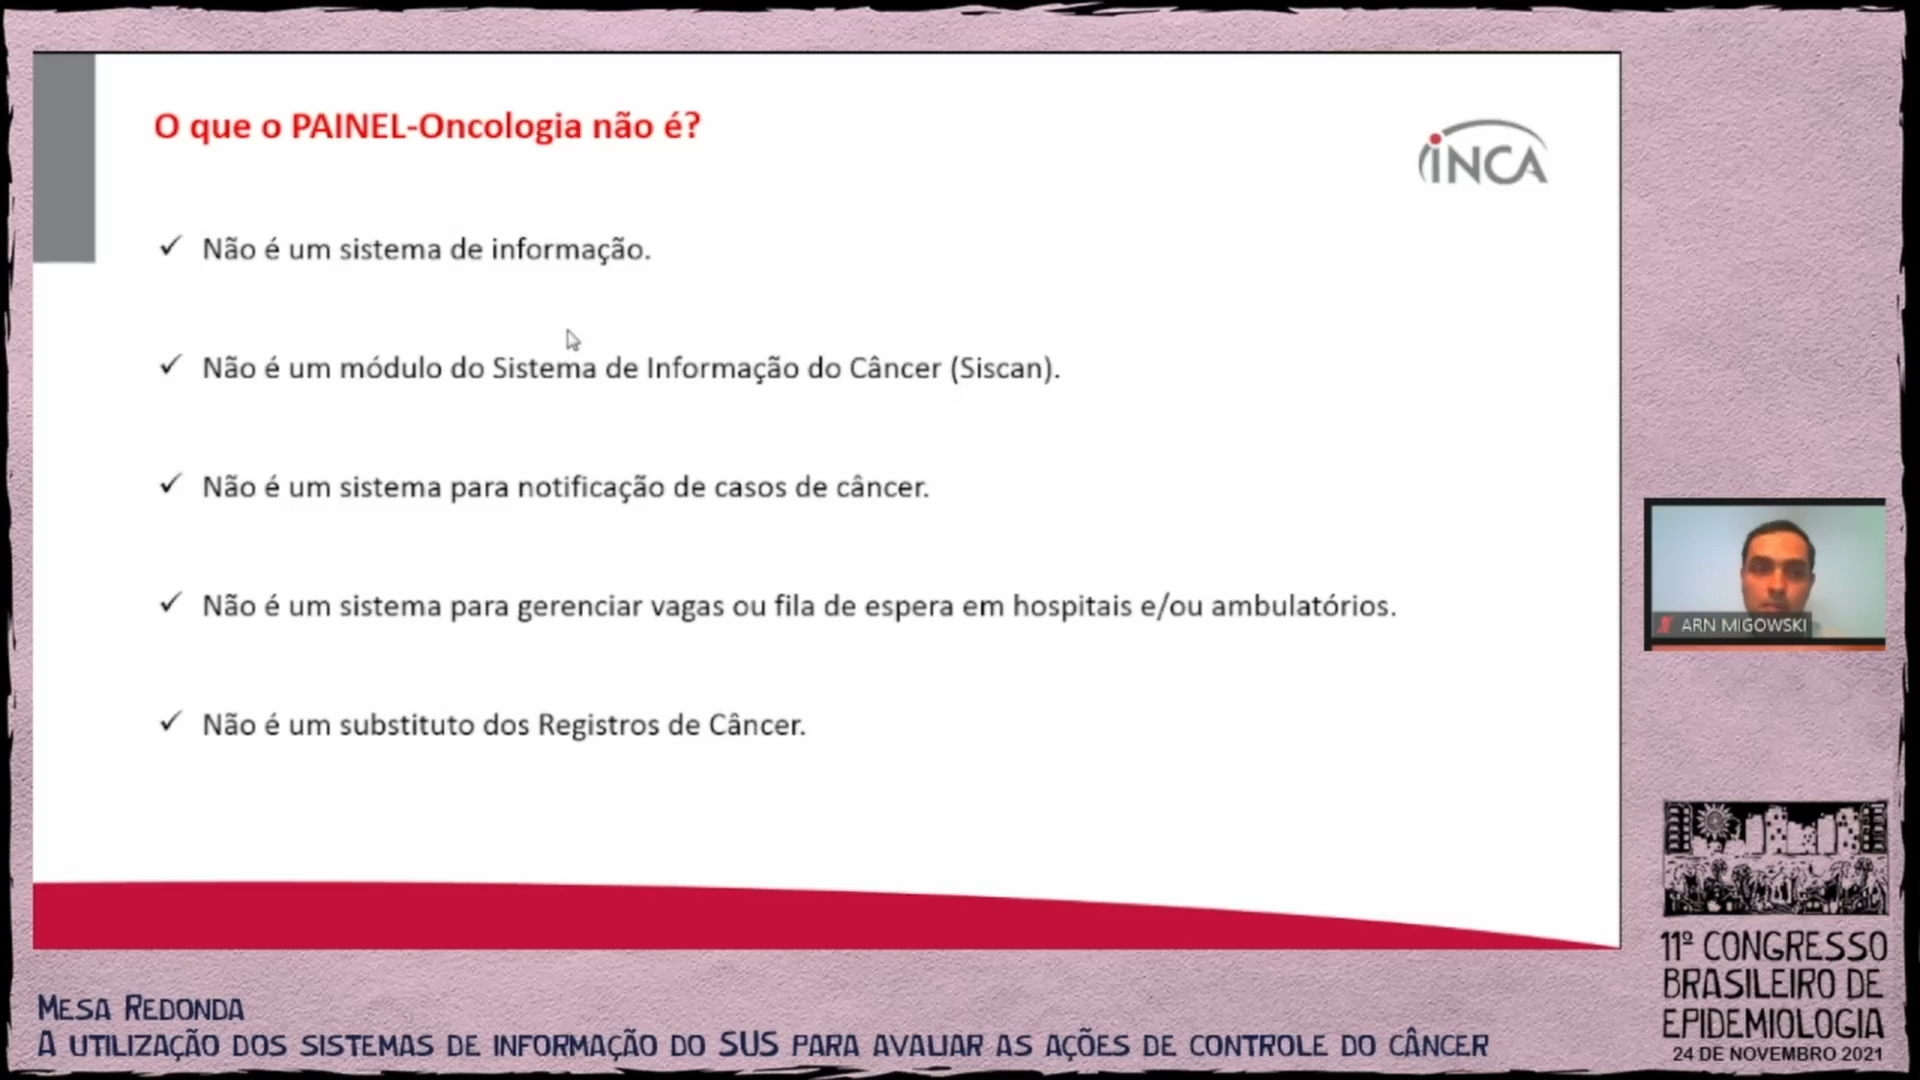 O que o PAINEL-Oncologia não é?
INCA
✓ Não é um sistema de informação.
✓ Não é um módulo do Sistema de Informação do Câncer (Siscan).
✓ Não é um sistema para notificação de casos de câncer.
✓ Não é um sistema para gerenciar vagas ou fila de espera em hospitais e/ou ambulatórios.
✓ Não é um substituto dos Registros de Câncer.
ARN MIGOWSKI
11º CONGRESSO
BRASILEIRO DE
EPIDEMIOLOGIA
24 DE NOVEMBRO 2021
MESA REDONDA
A UTILIZAÇÃO DOS SISTEMAS DE INFORMAÇÃO DO SUS PARA AVALIAR AS AÇÕES DE CONTROLE DO CÂNCER